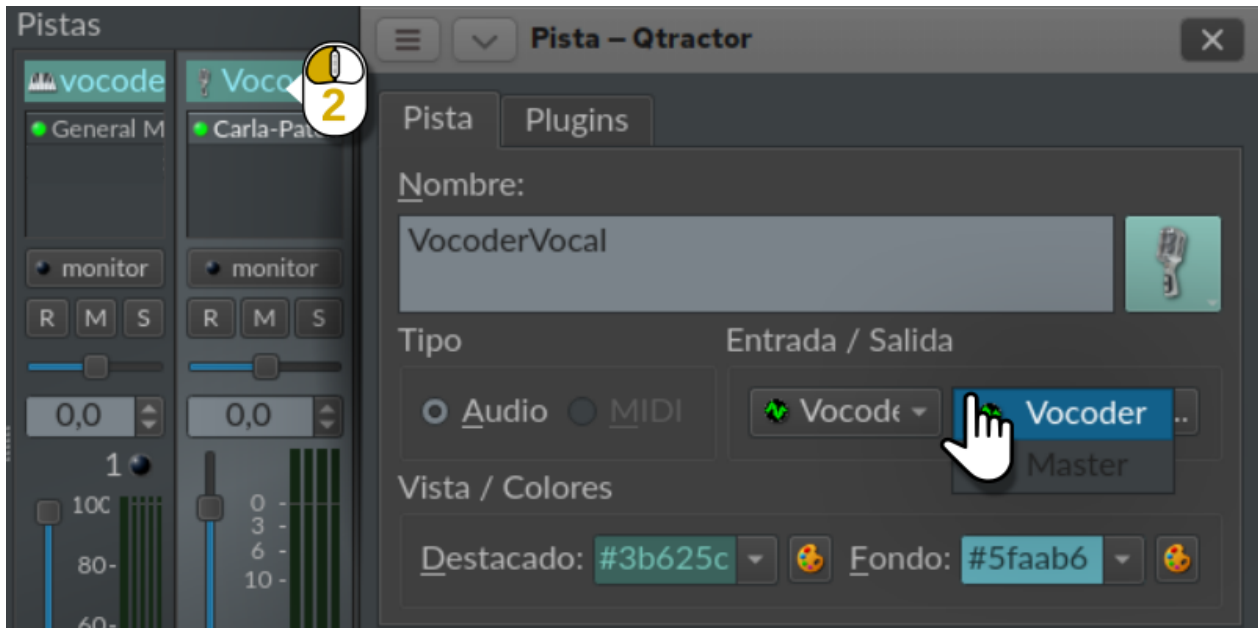 Pistas
vocode
Voco
2
General M
Carla-Pat
monitor
monitor
R M S
R M S
0,0
0,0
1
100
80-
60-
0 -
3 -
6 -
10 -
Pista – Qtractor
Pista
Plugins
Nombre:
VocoderVocal
Tipo
Entrada / Salida
Audio
MIDI
Vocode
Vocoder
..
Master
Vista / Colores
Destacado: #3b625c
Fondo: #5faab6